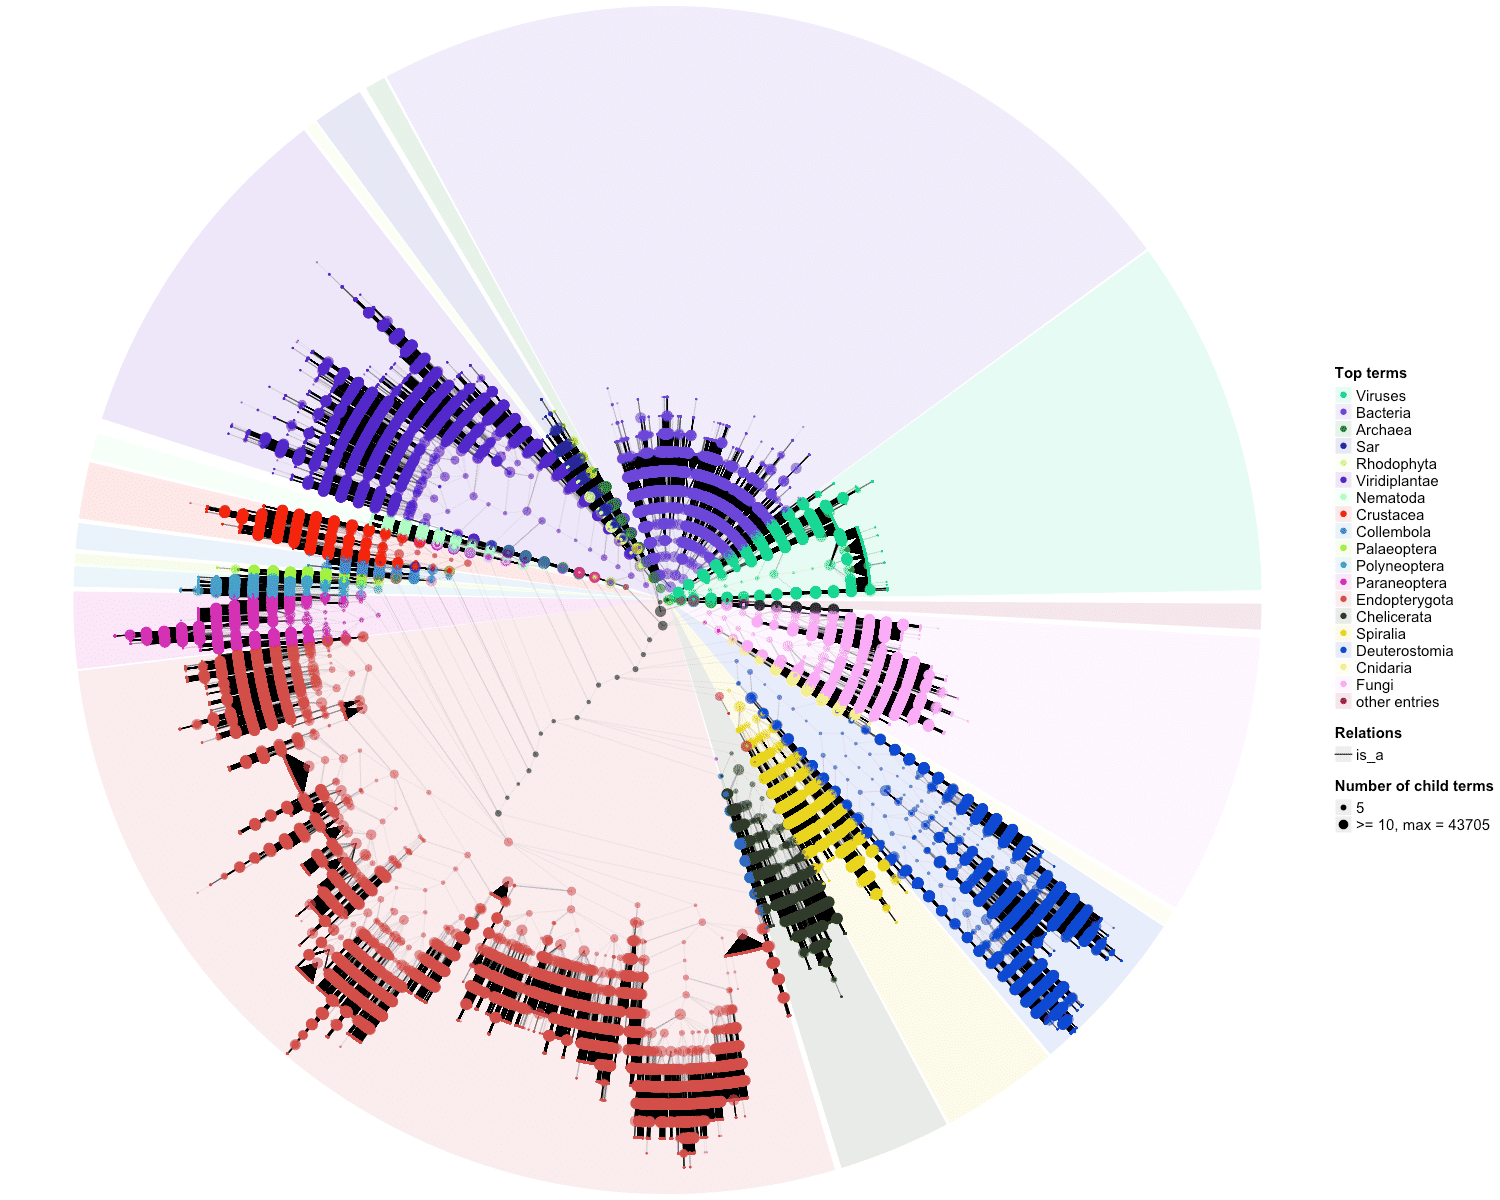 Top terms
Viruses
Bacteria
Archaea
Sar
Rhodophyta
Viridiplantae
Nematoda
Crustacea
Collembola
Palaeoptera
Polyneoptera
Paraneoptera
Endopterygota
Chelicerata
Spiralia
Deuterostomia
Cnidaria
Fungi
other entries
Relations
is_a
Number of child terms
5
>= 10, max = 43705